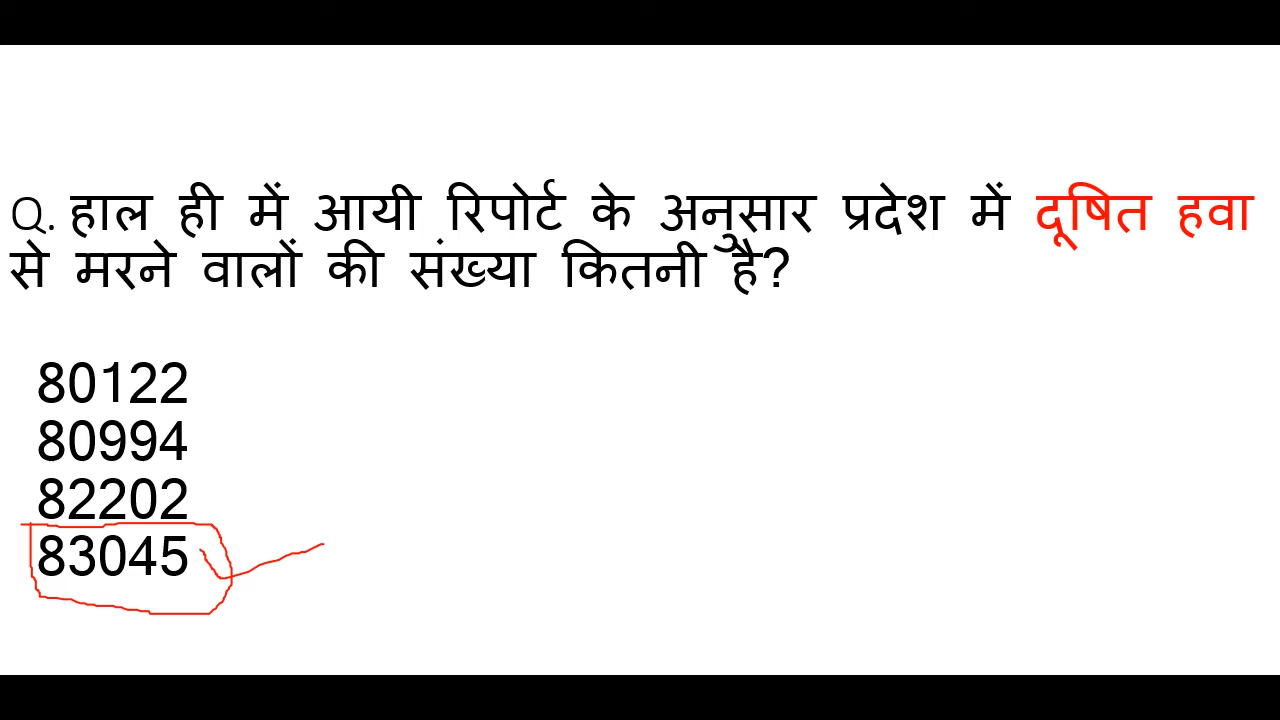 Q. हाल ही में आयी रिपोर्ट के अनुसार प्रदेश में दूषित हवा
से मरने वालों की संख्या कितनी है?
80122
80994
82202
83045